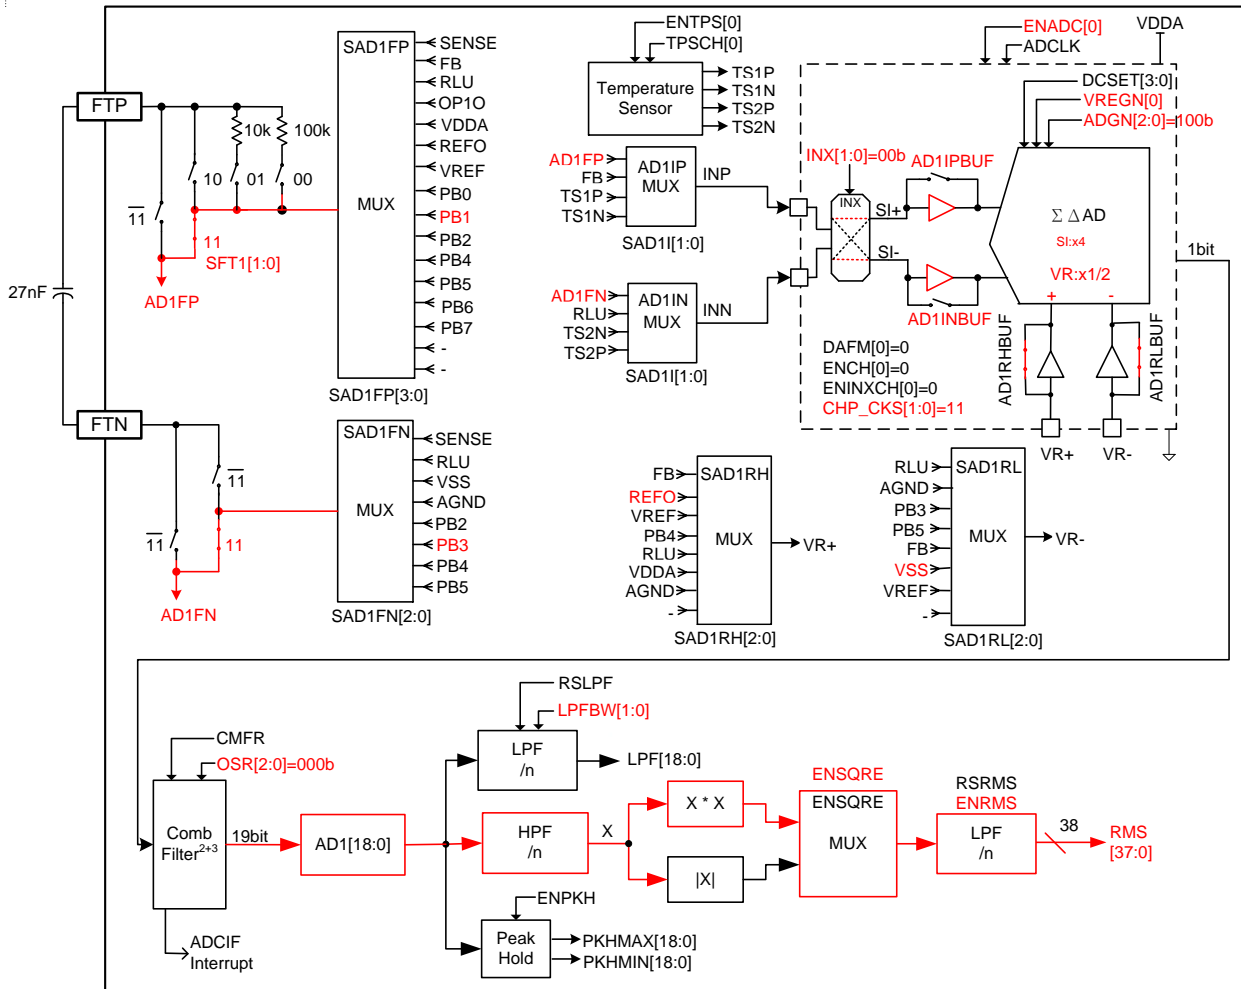 ENTPS[0]
TPSCH[0]
ENADC[0]
ADCLK
VDDA
SAD1FP
SENSE
FB
RLU
OP1O
VDDA
REFO
VREF
PB0
PB1
PB2
PB4
PB5
PB6
PB7
-
-
MUX
SAD1FP[3:0]
FTP
10k
100k
10
01
00
11
11
SFT1[1:0]
AD1FP
27nF
Temperature
Sensor
TS1P
TS1N
TS2P
TS2N
AD1FP
FB
TS1P
TS1N
AD1IP
MUX
INP
SAD1I[1:0]
AD1FN
RLU
TS2N
TS2P
AD1IN
MUX
INN
SAD1I[1:0]
DCSET[3:0]
VREGN[0]
ADGN[2:0]=100b
INX[1:0]=00b
AD1IPBUF
INX
SI+
SI-
AD1INBUF
Σ Δ AD
SI:x4
VR:x1/2
+
-
1bit
DAFM[0]=0
ENCH[0]=0
ENINXCH[0]=0
CHP_CKS[1:0]=11
AD1RHBUF
AD1RLBUF
VR+
VR-
FTN
11
11
11
AD1FN
SAD1FN
SENSE
RLU
VSS
AGND
PB2
PB3
PB4
PB5
MUX
SAD1FN[2:0]
FB
REFO
VREF
PB4
RLU
VDDA
AGND
-
SAD1RH
MUX
VR+
SAD1RH[2:0]
RLU
AGND
PB3
PB5
FB
VSS
VREF
-
SAD1RL
MUX
VR-
SAD1RL[2:0]
RSLPF
LPFBW[1:0]
CMFR
OSR[2:0]=000b
LPF
/n
LPF[18:0]
Comb
Filter2+3
19bit
AD1[18:0]
HPF
/n
X
X * X
|X|
ENSQRE
ENSQRE
MUX
RSRMS
ENRMS
LPF
/n
38
RMS
[37:0]
ENPKH
Peak
Hold
PKHMAX[18:0]
PKHMIN[18:0]
ADCIF
Interrupt